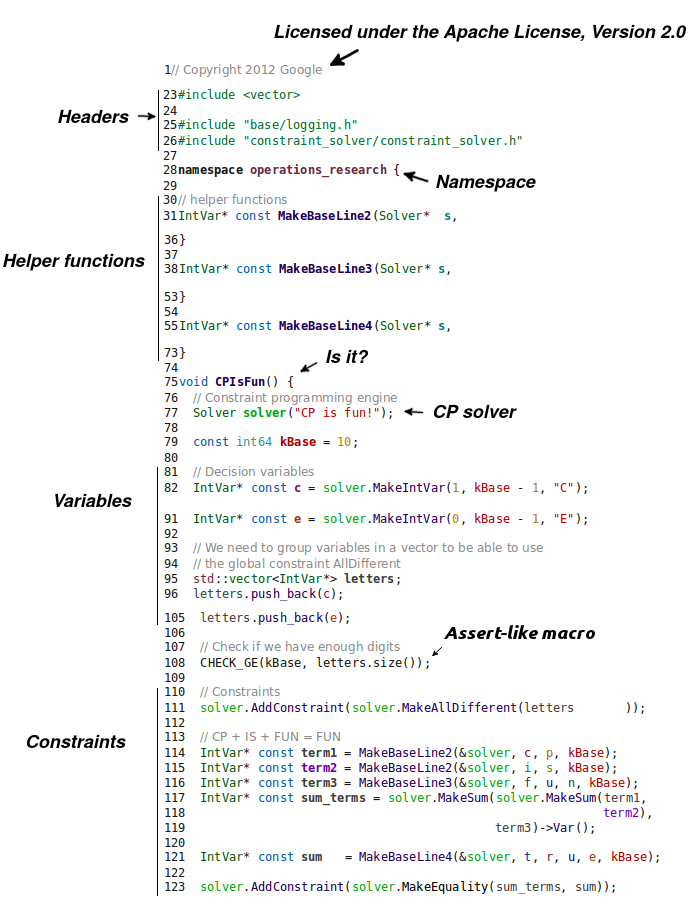 Licensed under the Apache License, Version 2.0
1// Copyright 2012 Google
23#include <vector>
24
Headers
25#include "base/logging.h"
26#include "constraint_solver/constraint_solver.h"
27
28namespace operations_research {
Namespace
29
30// helper functions
31IntVar* const MakeBaseLine2(Solver*  s,
36}
37
Helper functions
38IntVar* const MakeBaseLine3(Solver* s,
53}
54
55IntVar* const MakeBaseLine4(Solver* s,
73}
74
Is it?
75void CPIsFun() {
76  // Constraint programming engine
77  Solver solver("CP is fun!");
CP solver
78
79  const int64 kBase = 10;
80
81  // Decision variables
82  IntVar* const c = solver.MakeIntVar(1, kBase - 1, "C");
Variables
91  IntVar* const e = solver.MakeIntVar(0, kBase - 1, "E");
92
93  // We need to group variables in a vector to be able to use
94  // the global constraint AllDifferent
95  std::vector<IntVar*> letters;
96  letters.push_back(c);
105  letters.push_back(e);
106
Assert-like macro
107  // Check if we have enough digits
108  CHECK_GE(kBase, letters.size());
109
110  // Constraints
111  solver.AddConstraint(solver.MakeAllDifferent(letters       ));
112
Constraints
113  // CP + IS + FUN = FUN
114  IntVar* const term1 = MakeBaseLine2(&solver, c, p, kBase);
115  IntVar* const term2 = MakeBaseLine2(&solver, i, s, kBase);
116  IntVar* const term3 = MakeBaseLine3(&solver, f, u, n, kBase);
117  IntVar* const sum_terms = solver.MakeSum(solver.MakeSum(term1,
118                                                          term2),
119                                           term3)->Var();
120
121  IntVar* const sum   = MakeBaseLine4(&solver, t, r, u, e, kBase);
122
123  solver.AddConstraint(solver.MakeEquality(sum_terms, sum));